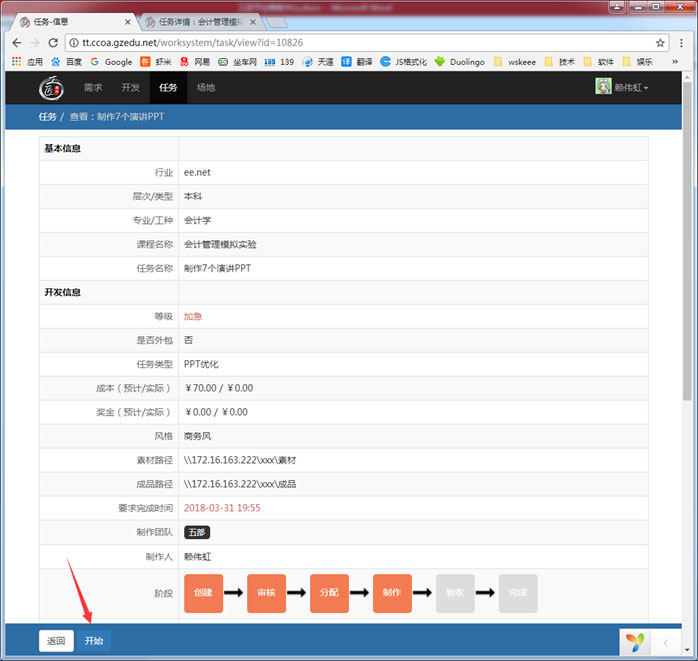 任务-信息
任务详情：会计管理模拟
tt.ccoa.gzedu.net/worksystem/task/view?id=10826
应用 百度 Google 虾米 网易 坐车网 139 天涯 翻译 JS格式化 Duolingo wskeee 技术 软件 娱乐 »
需求 开发 任务 场地 赖伟虹
任务 / 查看：制作7个演讲PPT
基本信息
行业 ee.net
层次/类型 本科
专业/工种 会计学
课程名称 会计管理模拟实验
任务名称 制作7个演讲PPT
开发信息
等级 加急
是否外包 否
任务类型 PPT优化
成本（预计/实际） ￥70.00 / ￥0.00
奖金（预计/实际） ￥0.00 / ￥0.00
风格 商务风
素材路径 \\172.16.163.222\xxx\素材
成品路径 \\172.16.163.222\xxx\成品
要求完成时间 2018-03-31 19:55
制作团队 五部
制作人 赖伟虹
阶段 创建 审核 分配 制作 验收 完成
返回 开始